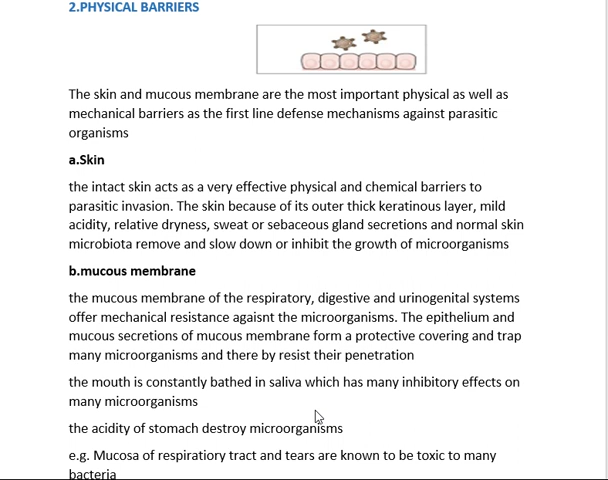 2.PHYSICAL BARRIERS
The skin and mucous membrane are the most important physical as well as
mechanical barriers as the first line defense mechanisms against parasitic
organisms
a.Skin
the intact skin acts as a very effective physical and chemical barriers to
parasitic invasion. The skin because of its outer thick keratinous layer, mild
acidity, relative dryness, sweat or sebaceous gland secretions and normal skin
microbiota remove and slow down or inhibit the growth of microorganisms
b.mucous membrane
the mucous membrane of the respiratory, digestive and urinogenital systems
offer mechanical resistance agaisnt the microorganisms. The epithelium and
mucous secretions of mucous membrane form a protective covering and trap
many microorganisms and there by resist their penetration
the mouth is constantly bathed in saliva which has many inhibitory effects on
many microorganisms
the acidity of stomach destroy microorganisms
e.g. Mucosa of respiratiory tract and tears are known to be toxic to many
bacteria